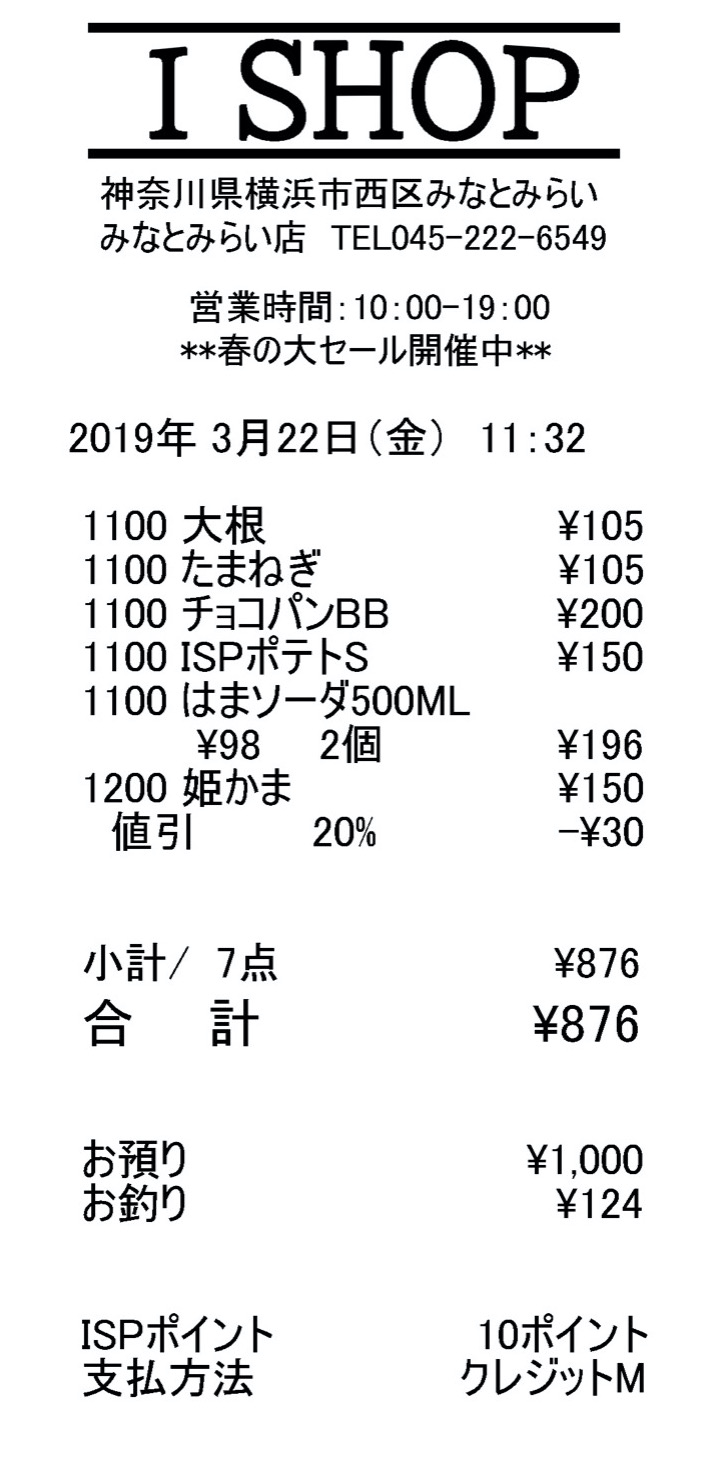 I SHOP
神奈川県横浜市西区みなとみらい
みなとみらい店 TEL045-222-6549
営業時間:10:00-19:00
**春の大セール開催中**
2019年 3月22日(金) 11:32
1100 大根 ¥105
1100 たまねぎ ¥105
1100 チョコパンBB ¥200
1100 ISPポテトS ¥150
1100 はまソーダ500ML
¥98 2個 ¥196
1200 姫かま ¥150
値引 20% -¥30
小計/ 7点 ¥876
合 計 ¥876
お預り ¥1,000
お釣り ¥124
ISPポイント 10ポイント
支払方法 クレジットM